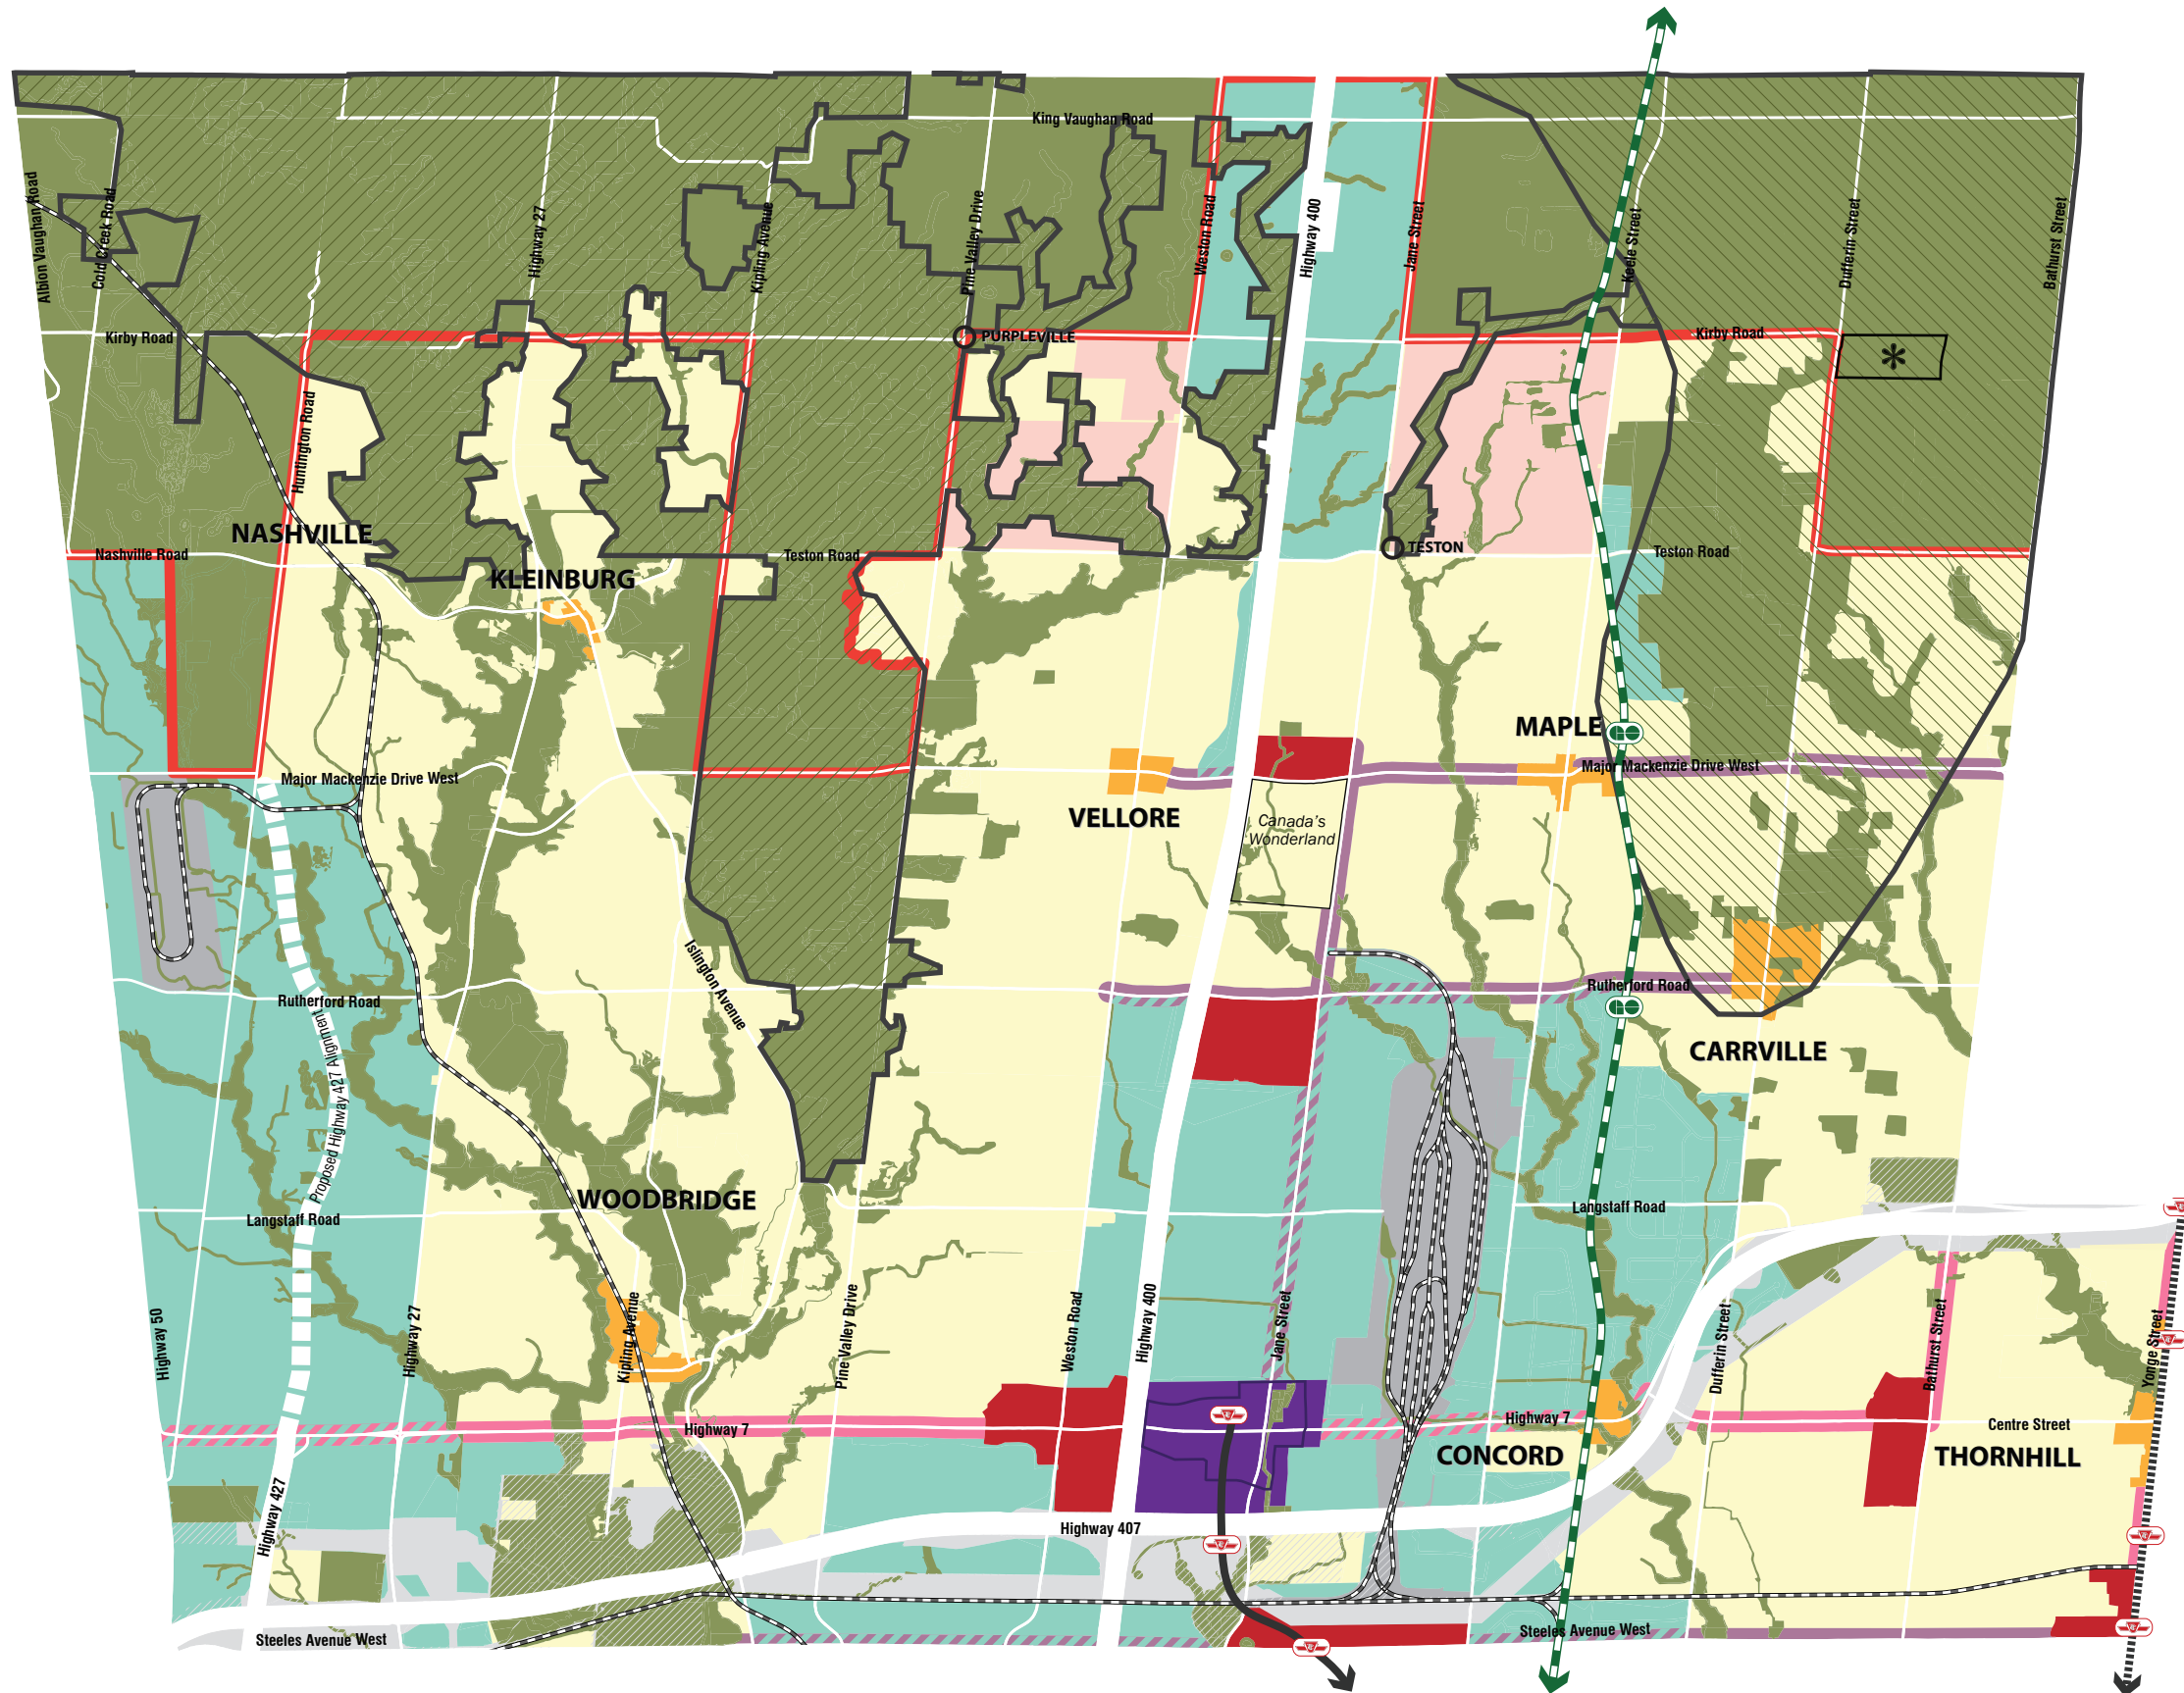 King Vaughan Road
Albion Vaughan Road
Cold Creek Road
Highway 27
Kipling Avenue
Pine Valley Drive
Weston Road
Highway 400
Jane Street
Keele Street
Dufferin Street
Bathurst Street
Kirby Road
PURPLEVILLE
Kirby Road
*
Huntington Road
NASHVILLE
Nashville Road
Teston Road
TESTON
Teston Road
KLEINBURG
MAPLE
Major Mackenzie Drive West
Major Mackenzie Drive West
VELLORE
Canada's
Wonderland
Islington Avenue
Rutherford Road
Rutherford Road
Proposed Highway 427 Alignment
CARRVILLE
WOODBRIDGE
Langstaff Road
Langstaff Road
Highway 50
Highway 27
Kipling Avenue
Pine Valley Drive
Weston Road
Highway 400
Jane Street
Dufferin Street
Bathurst Street
Yonge Street
Highway 7
Highway 7
Centre Street
CONCORD
THORNHILL
Highway 427
Highway 407
Steeles Avenue West
Steeles Avenue West